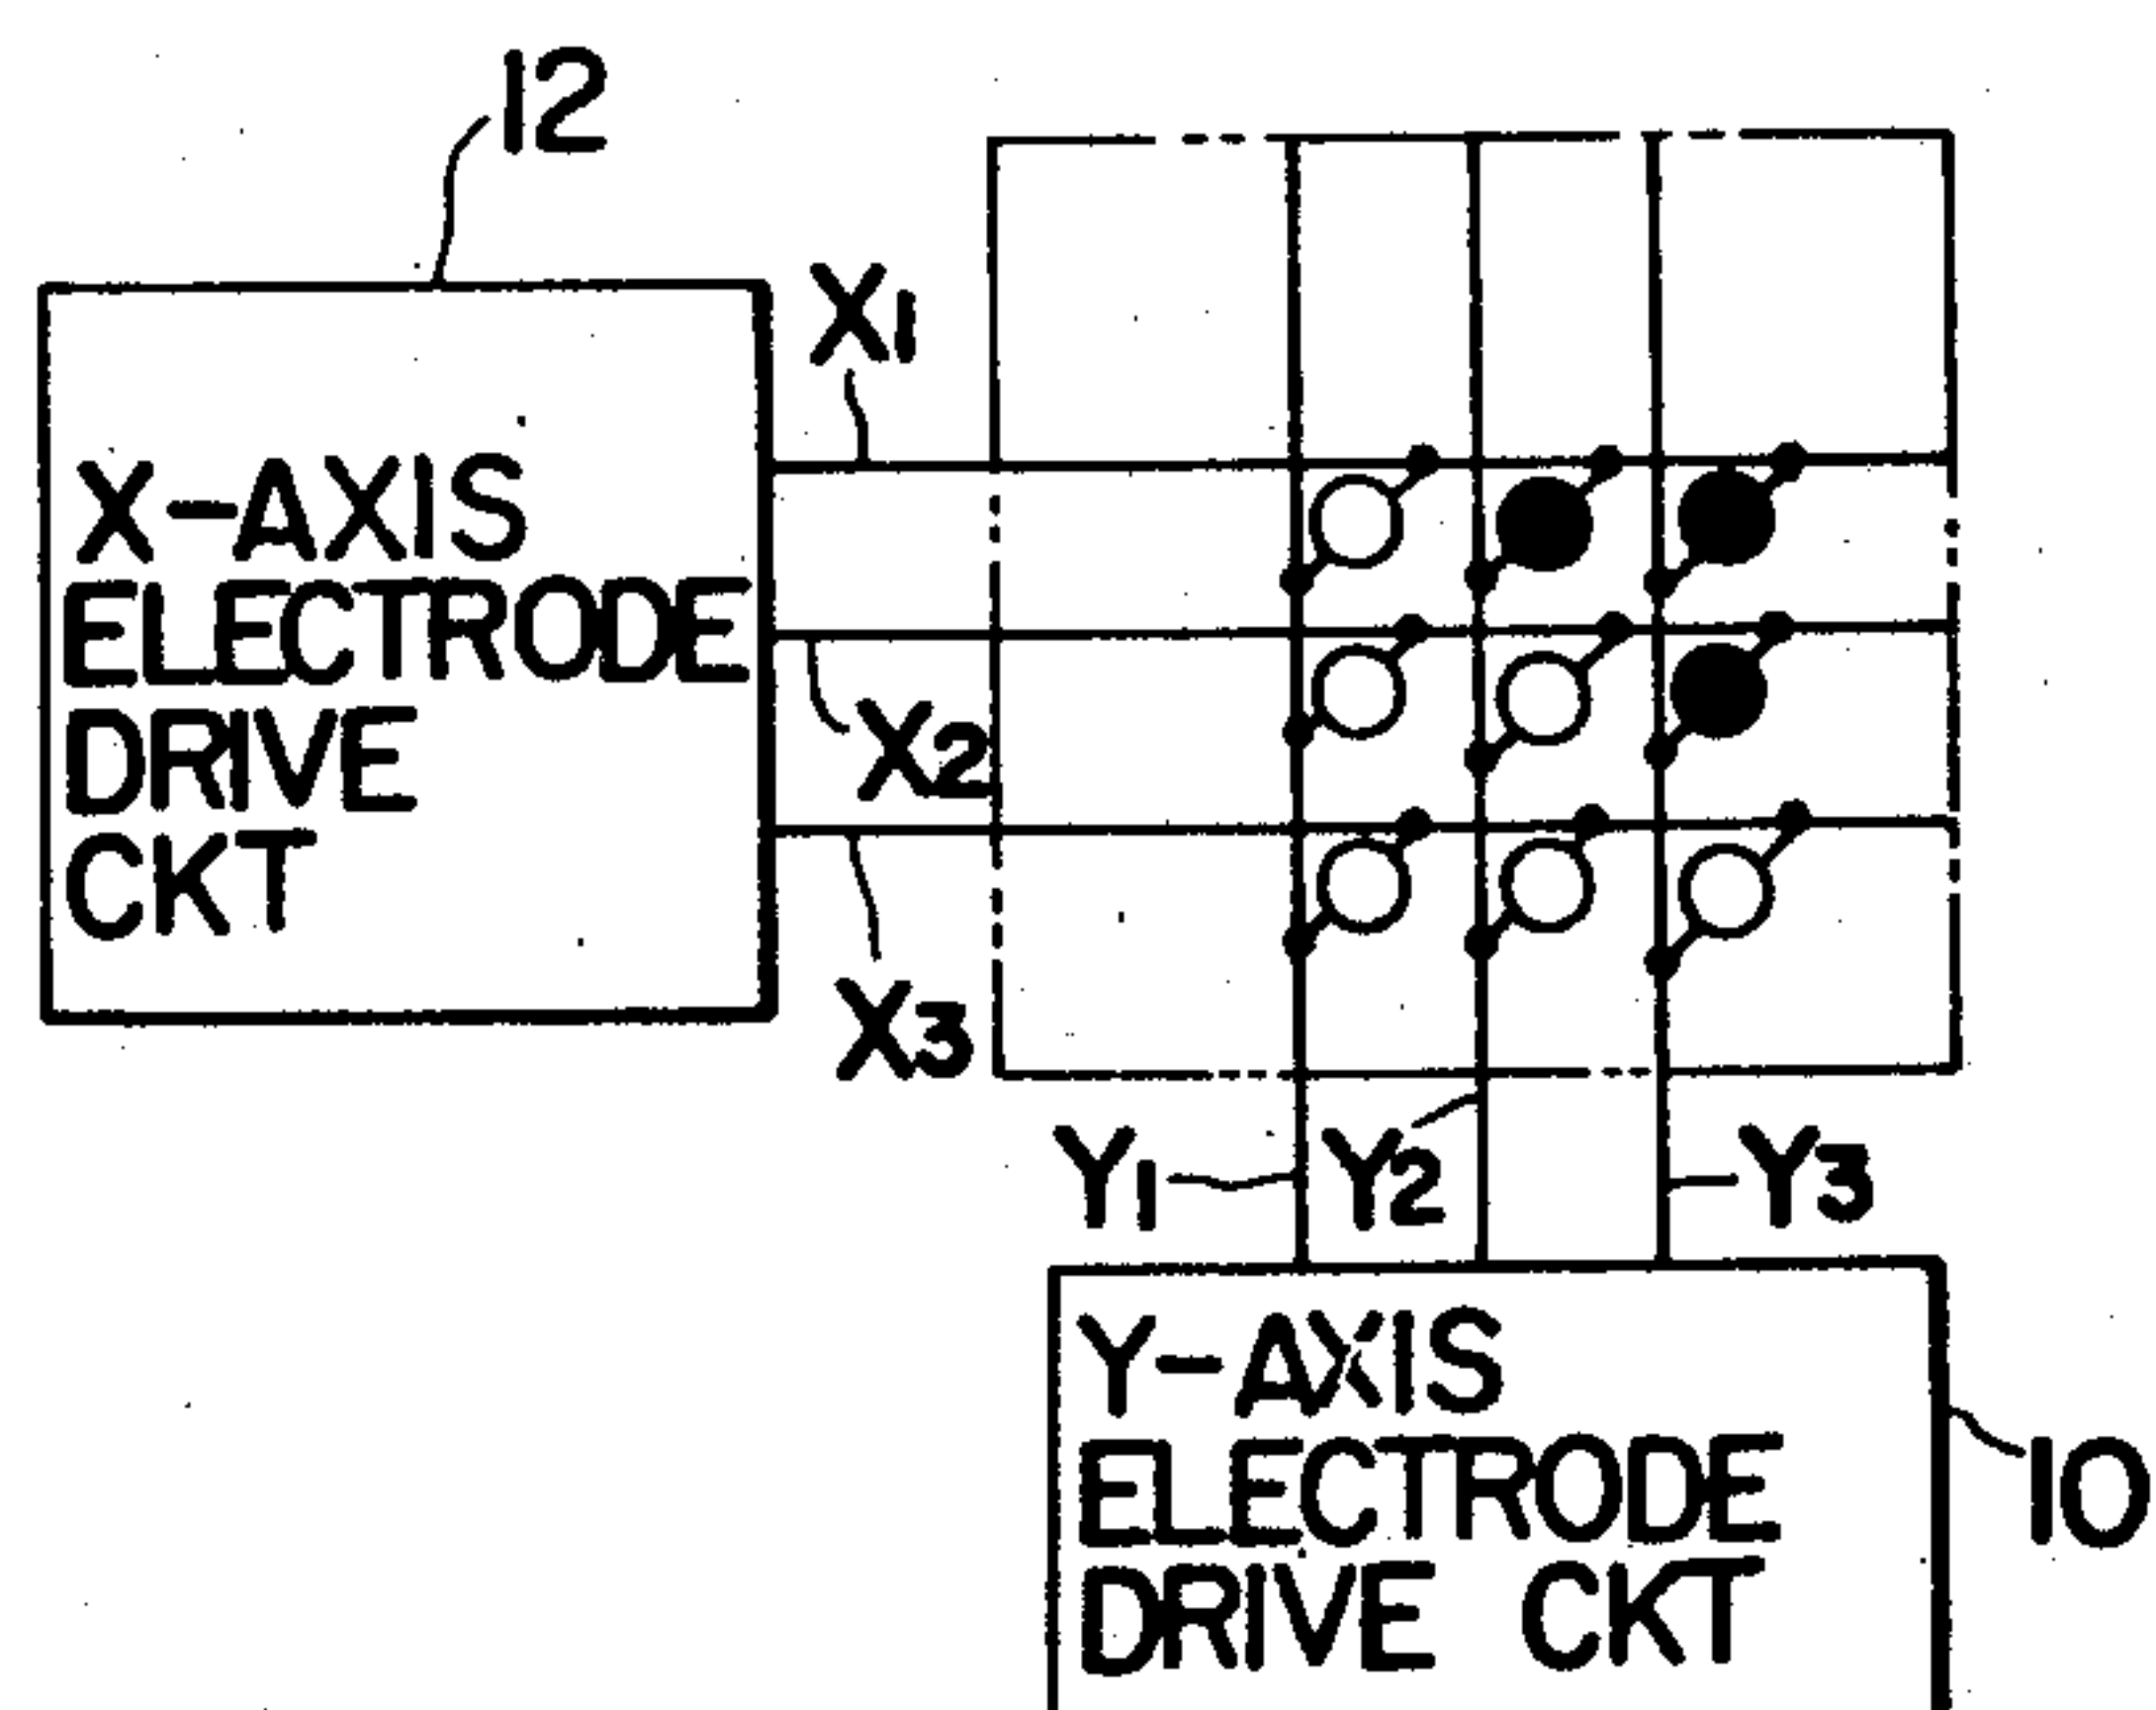 12
X1
X-AXIS
ELECTRODE
DRIVE
CKT
X2
X3
Y1
Y2
Y3
Y-AXIS
ELECTRODE
DRIVE CKT
10